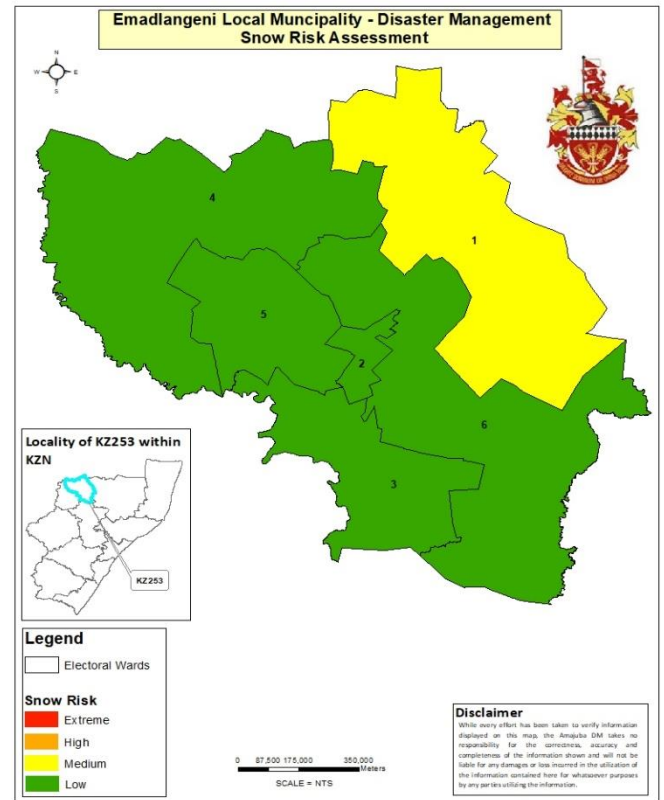 Emadlangeni Local Muncipality - Disaster Management
Snow Risk Assessment
N
W E
S
4
1
5
2
6
3
Locality of KZ253 within
KZN
KZ253
Legend
Electoral Wards
Snow Risk
Extreme
High
Medium
Low
0 87,500 175,000 350,000
Meters
SCALE = NTS
Disclaimer
While every effort has been taken to verify information
displayed on this map, the Amajuba DM takes no
responsibility for the correctness, accuracy and
completeness of the information shown and will not be
liable for any damages or loss incurred in the utilization of
the information contained here for whatsoever purposes
by any parties utilizing the information.